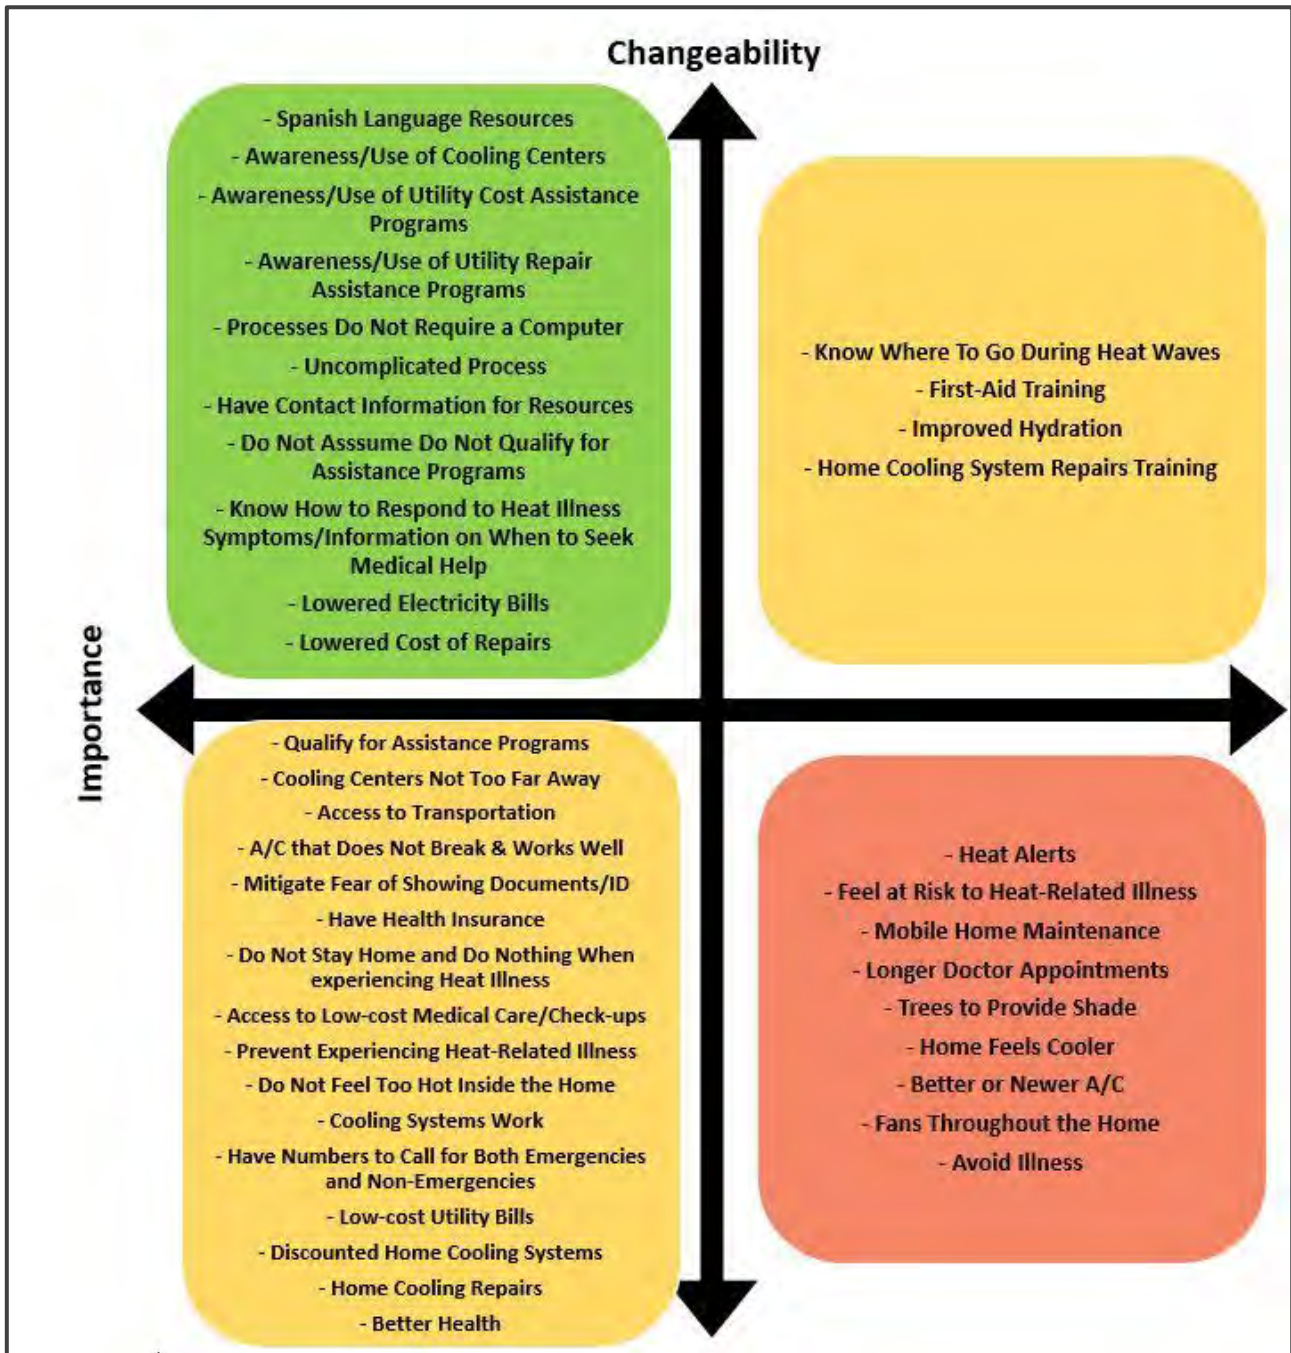 Changeability
- Spanish Language Resources
- Awareness/Use of Cooling Centers
- Awareness/Use of Utility Cost Assistance
Programs
- Awareness/Use of Utility Repair
Assistance Programs
- Processes Do Not Require a Computer
- Uncomplicated Process
- Have Contact Information for Resources
- Do Not Asssume Do Not Qualify for
Assistance Programs
- Know How to Respond to Heat Illness
Symptoms/Information on When to Seek
Medical Help
- Lowered Electricity Bills
- Lowered Cost of Repairs
- Know Where To Go During Heat Waves
- First-Aid Training
- Improved Hydration
- Home Cooling System Repairs Training
Importance
- Qualify for Assistance Programs
- Cooling Centers Not Too Far Away
- Access to Transportation
- A/C that Does Not Break & Works Well
- Mitigate Fear of Showing Documents/ID
- Have Health Insurance
- Do Not Stay Home and Do Nothing When
experiencing Heat Illness
- Access to Low-cost Medical Care/Check-ups
- Prevent Experiencing Heat-Related Illness
- Do Not Feel Too Hot Inside the Home
- Cooling Systems Work
- Have Numbers to Call for Both Emergencies
and Non-Emergencies
- Low-cost Utility Bills
- Discounted Home Cooling Systems
- Home Cooling Repairs
- Better Health
- Heat Alerts
- Feel at Risk to Heat-Related Illness
- Mobile Home Maintenance
- Longer Doctor Appointments
- Trees to Provide Shade
- Home Feels Cooler
- Better or Newer A/C
- Fans Throughout the Home
- Avoid Illness